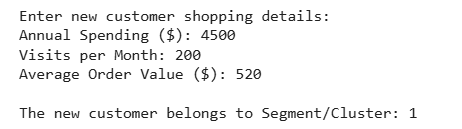 Enter new customer shopping details:
Annual Spending ($): 4500
Visits per Month: 200
Average Order Value ($): 520
The new customer belongs to Segment/Cluster: 1